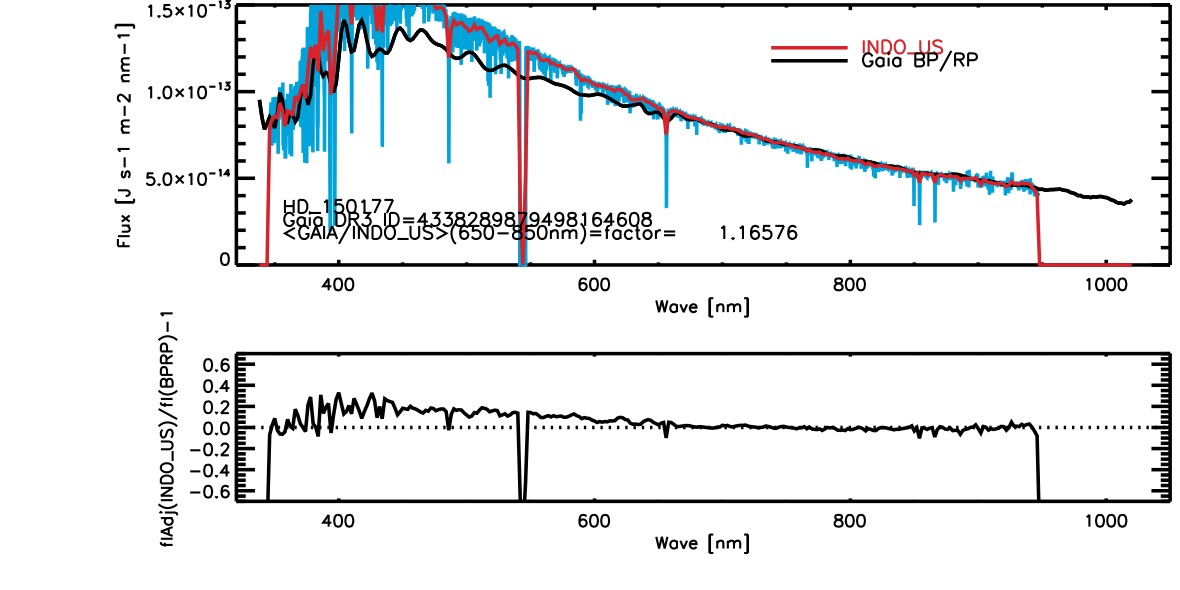 1.5×10−13
1.0×10−13
5.0×10−14
0
Flux [J s−1 m−2 nm−1]
INDO_US
Gaia BP/RP
HD_150177
Gaia DR3 ID=4338289879498164608
<GAIA/INDO_US>(650−850nm)=factor= 1.16576
400 600 800 1000
Wave [nm]
0.6
0.4
0.2
0.0
−0.2
−0.4
−0.6
flAdj(INDO_US)/fl(BPRP)−1
400 600 800 1000
Wave [nm]